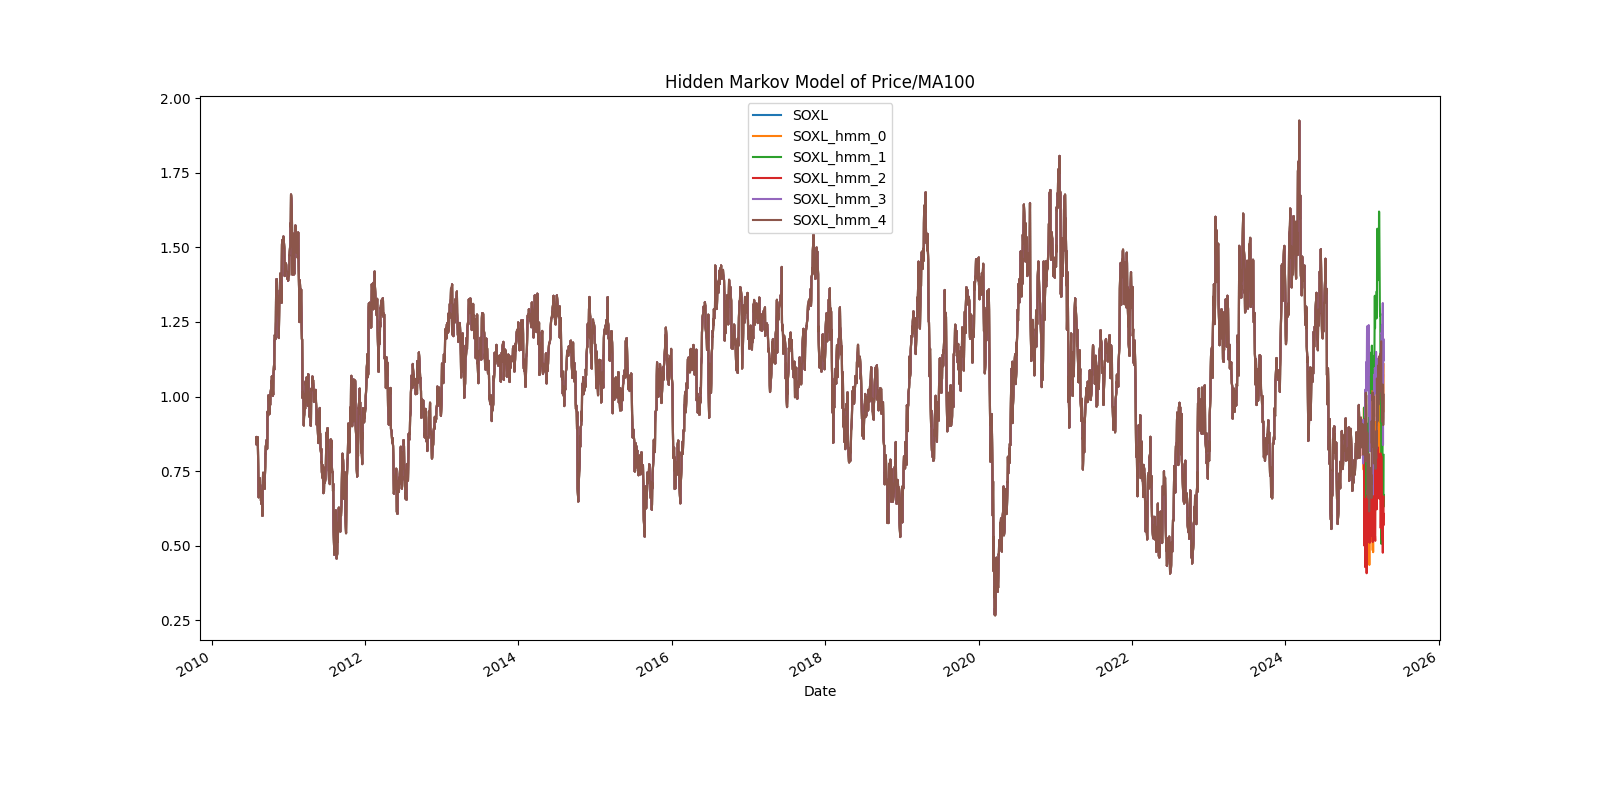 Hidden Markov Model of Price/MA100
2.00
1.75
1.50
1.25
1.00
0.75
0.50
0.25
SOXL
SOXL_hmm_0
SOXL_hmm_1
SOXL_hmm_2
SOXL_hmm_3
SOXL_hmm_4
2010
2012
2014
2016
2018
2020
2022
2024
2026
Date